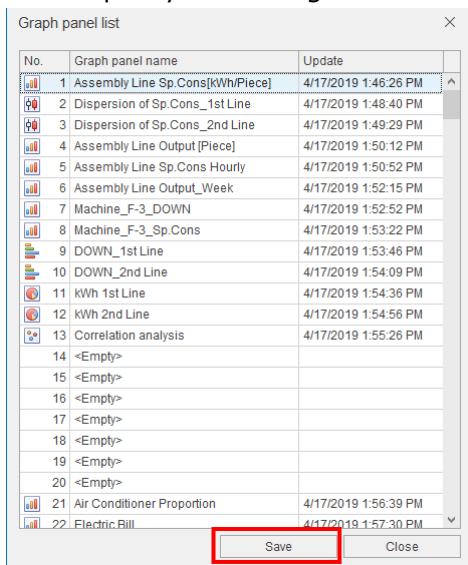 Graph panel list
No. Graph panel name Update
1 Assembly Line Sp.Cons[kWh/Piece] 4/17/2019 1:46:26 PM
2 Dispersion of Sp.Cons_1st Line 4/17/2019 1:48:40 PM
3 Dispersion of Sp.Cons_2nd Line 4/17/2019 1:49:29 PM
4 Assembly Line Output [Piece] 4/17/2019 1:50:12 PM
5 Assembly Line Sp.Cons Hourly 4/17/2019 1:50:52 PM
6 Assembly Line Output_Week 4/17/2019 1:52:15 PM
7 Machine_F-3_DOWN 4/17/2019 1:52:52 PM
8 Machine_F-3_Sp.Cons 4/17/2019 1:53:22 PM
9 DOWN_1st Line 4/17/2019 1:53:46 PM
10 DOWN_2nd Line 4/17/2019 1:54:09 PM
11 kWh 1st Line 4/17/2019 1:54:36 PM
12 kWh 2nd Line 4/17/2019 1:54:56 PM
13 Correlation analysis 4/17/2019 1:55:26 PM
14 <Empty>
15 <Empty>
16 <Empty>
17 <Empty>
18 <Empty>
19 <Empty>
20 <Empty>
21 Air Conditioner Proportion 4/17/2019 1:56:39 PM
22 Electric Bill 4/17/2019 1:57:30 PM
Save Close